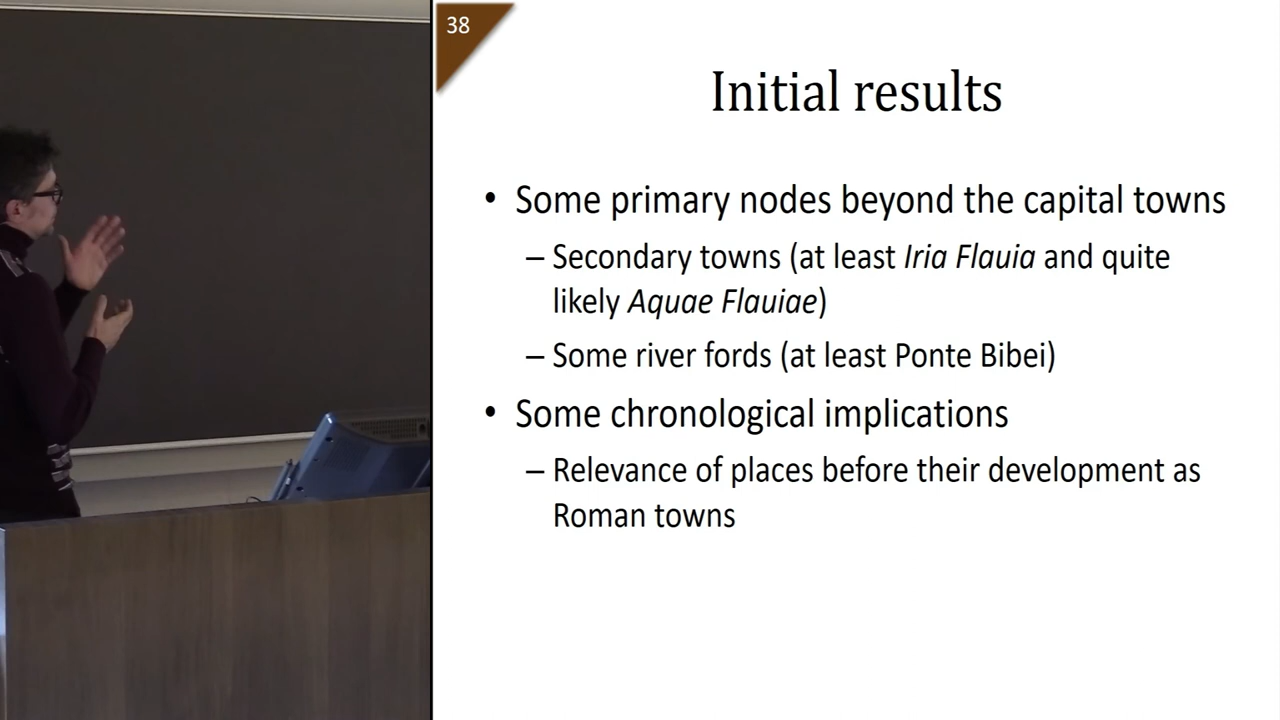 38
Initial results
• Some primary nodes beyond the capital towns
– Secondary towns (at least Iria Flauia and quite
likely Aquae Flauiae)
– Some river fords (at least Ponte Bibei)
• Some chronological implications
– Relevance of places before their development as
Roman towns